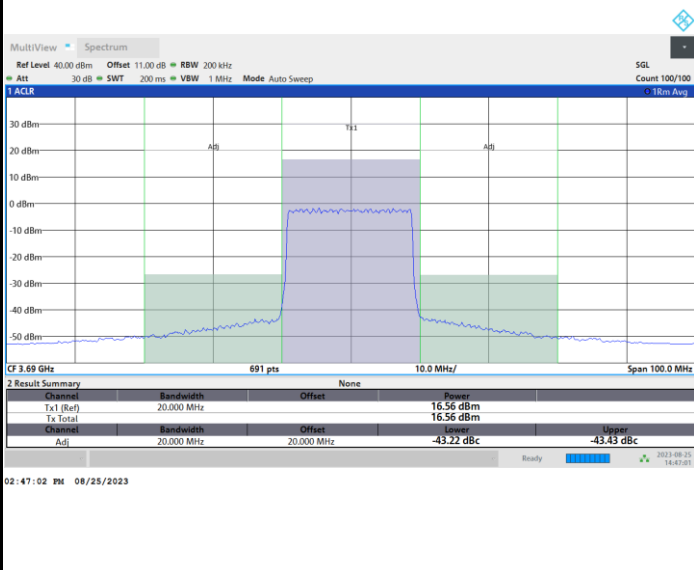 MultiView Spectrum
Ref Level 40.00 dBm Offset 11.00 dB RBW 200 kHz SGL
Att 30 dB SWT 200 ms VBW 1 MHz Mode Auto Sweep Count 100/100
1 ACLR 1Rm Avg
30 dBm
Tx1
20 dBm
Adj Adj
10 dBm
0 dBm
-10 dBm
-20 dBm
-30 dBm
-40 dBm
-50 dBm
CF 3.69 GHz 691 pts 10.0 MHz/ Span 100.0 MHz
2 Result Summary None
Channel Bandwidth Offset Power
Tx1 (Ref) 20.000 MHz 16.56 dBm
Tx Total 16.56 dBm
Channel Bandwidth Offset Lower Upper
Adj 20.000 MHz 20.000 MHz -43.22 dBc -43.43 dBc
Ready 2023-08-25
14:47:01
02:47:02 PM 08/25/2023